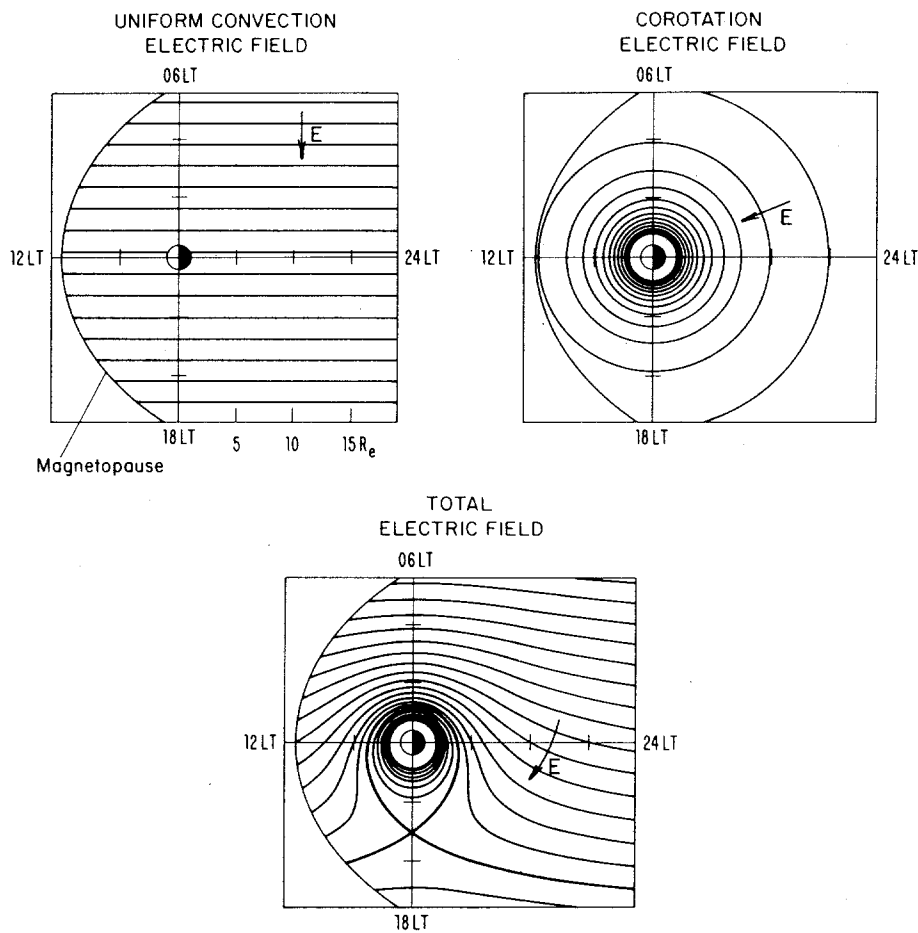 UNIFORM CONVECTION
ELECTRIC FIELD
06LT
E
12LT
24LT
18LT
5
10
15Re
Magnetopause
COROTATION
ELECTRIC FIELD
06LT
E
12LT
24LT
18LT
TOTAL
ELECTRIC FIELD
06LT
12LT
24LT
E
18LT